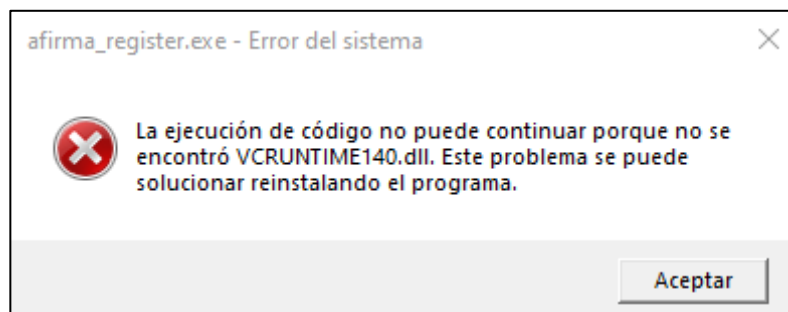 afirma_register.exe - Error del sistema
La ejecución de código no puede continuar porque no se
encontró VCRUNTIME140.dll. Este problema se puede
solucionar reinstalando el programa.
Aceptar